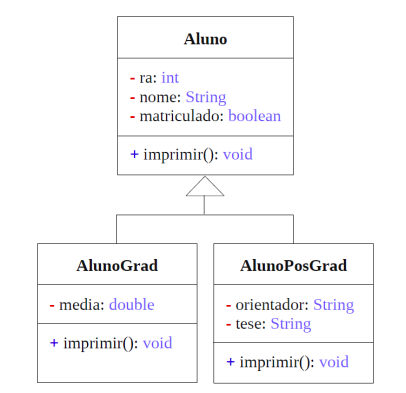 Aluno
- ra: int
- nome: String
- matriculado: boolean
+ imprimir(): void
AlunoGrad
- media: double
+ imprimir(): void
AlunoPosGrad
- orientador: String
- tese: String
+ imprimir(): void